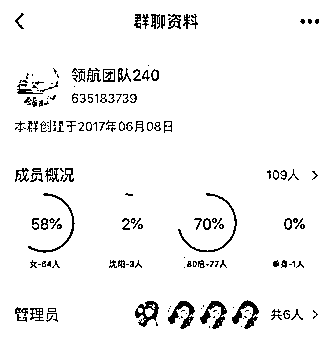 群聊资料
领航团队240
635183739
本群创建于2017年06月08日
成员概况 109人
58% 2% 70% 0%
女-64人 沈阳-3人 80后-77人 单身-1人
管理员 共6人